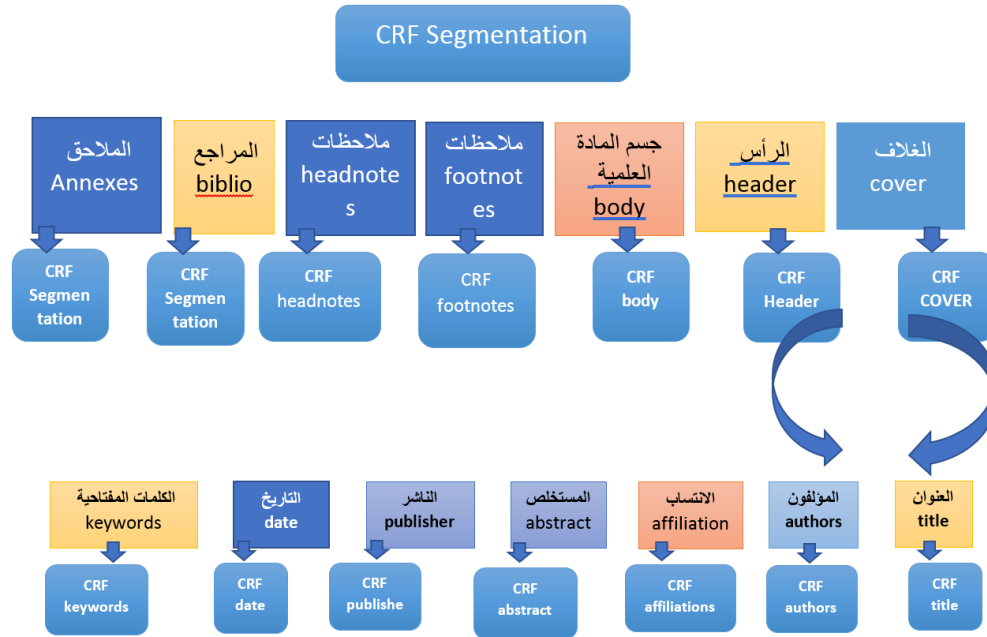 CRF Segmentation
الملاحق
Annexes
المراجع
biblio
ملاحظات
headnote
s
ملاحظات
footnot
es
جسم المادة
العلمية
body
الرأس
header
الغلاف
cover
CRF
Segmen
tation
CRF
Segmen
tation
CRF
headnotes
CRF
footnotes
CRF
body
CRF
Header
CRF
COVER
الكلمات المفتاحية
keywords
التاريخ
date
الناشر
publisher
المستخلص
abstract
الانتساب
affiliation
المؤلفون
authors
العنوان
title
CRF
keywords
CRF
date
CRF
publishe
CRF
abstract
CRF
affiliations
CRF
authors
CRF
title